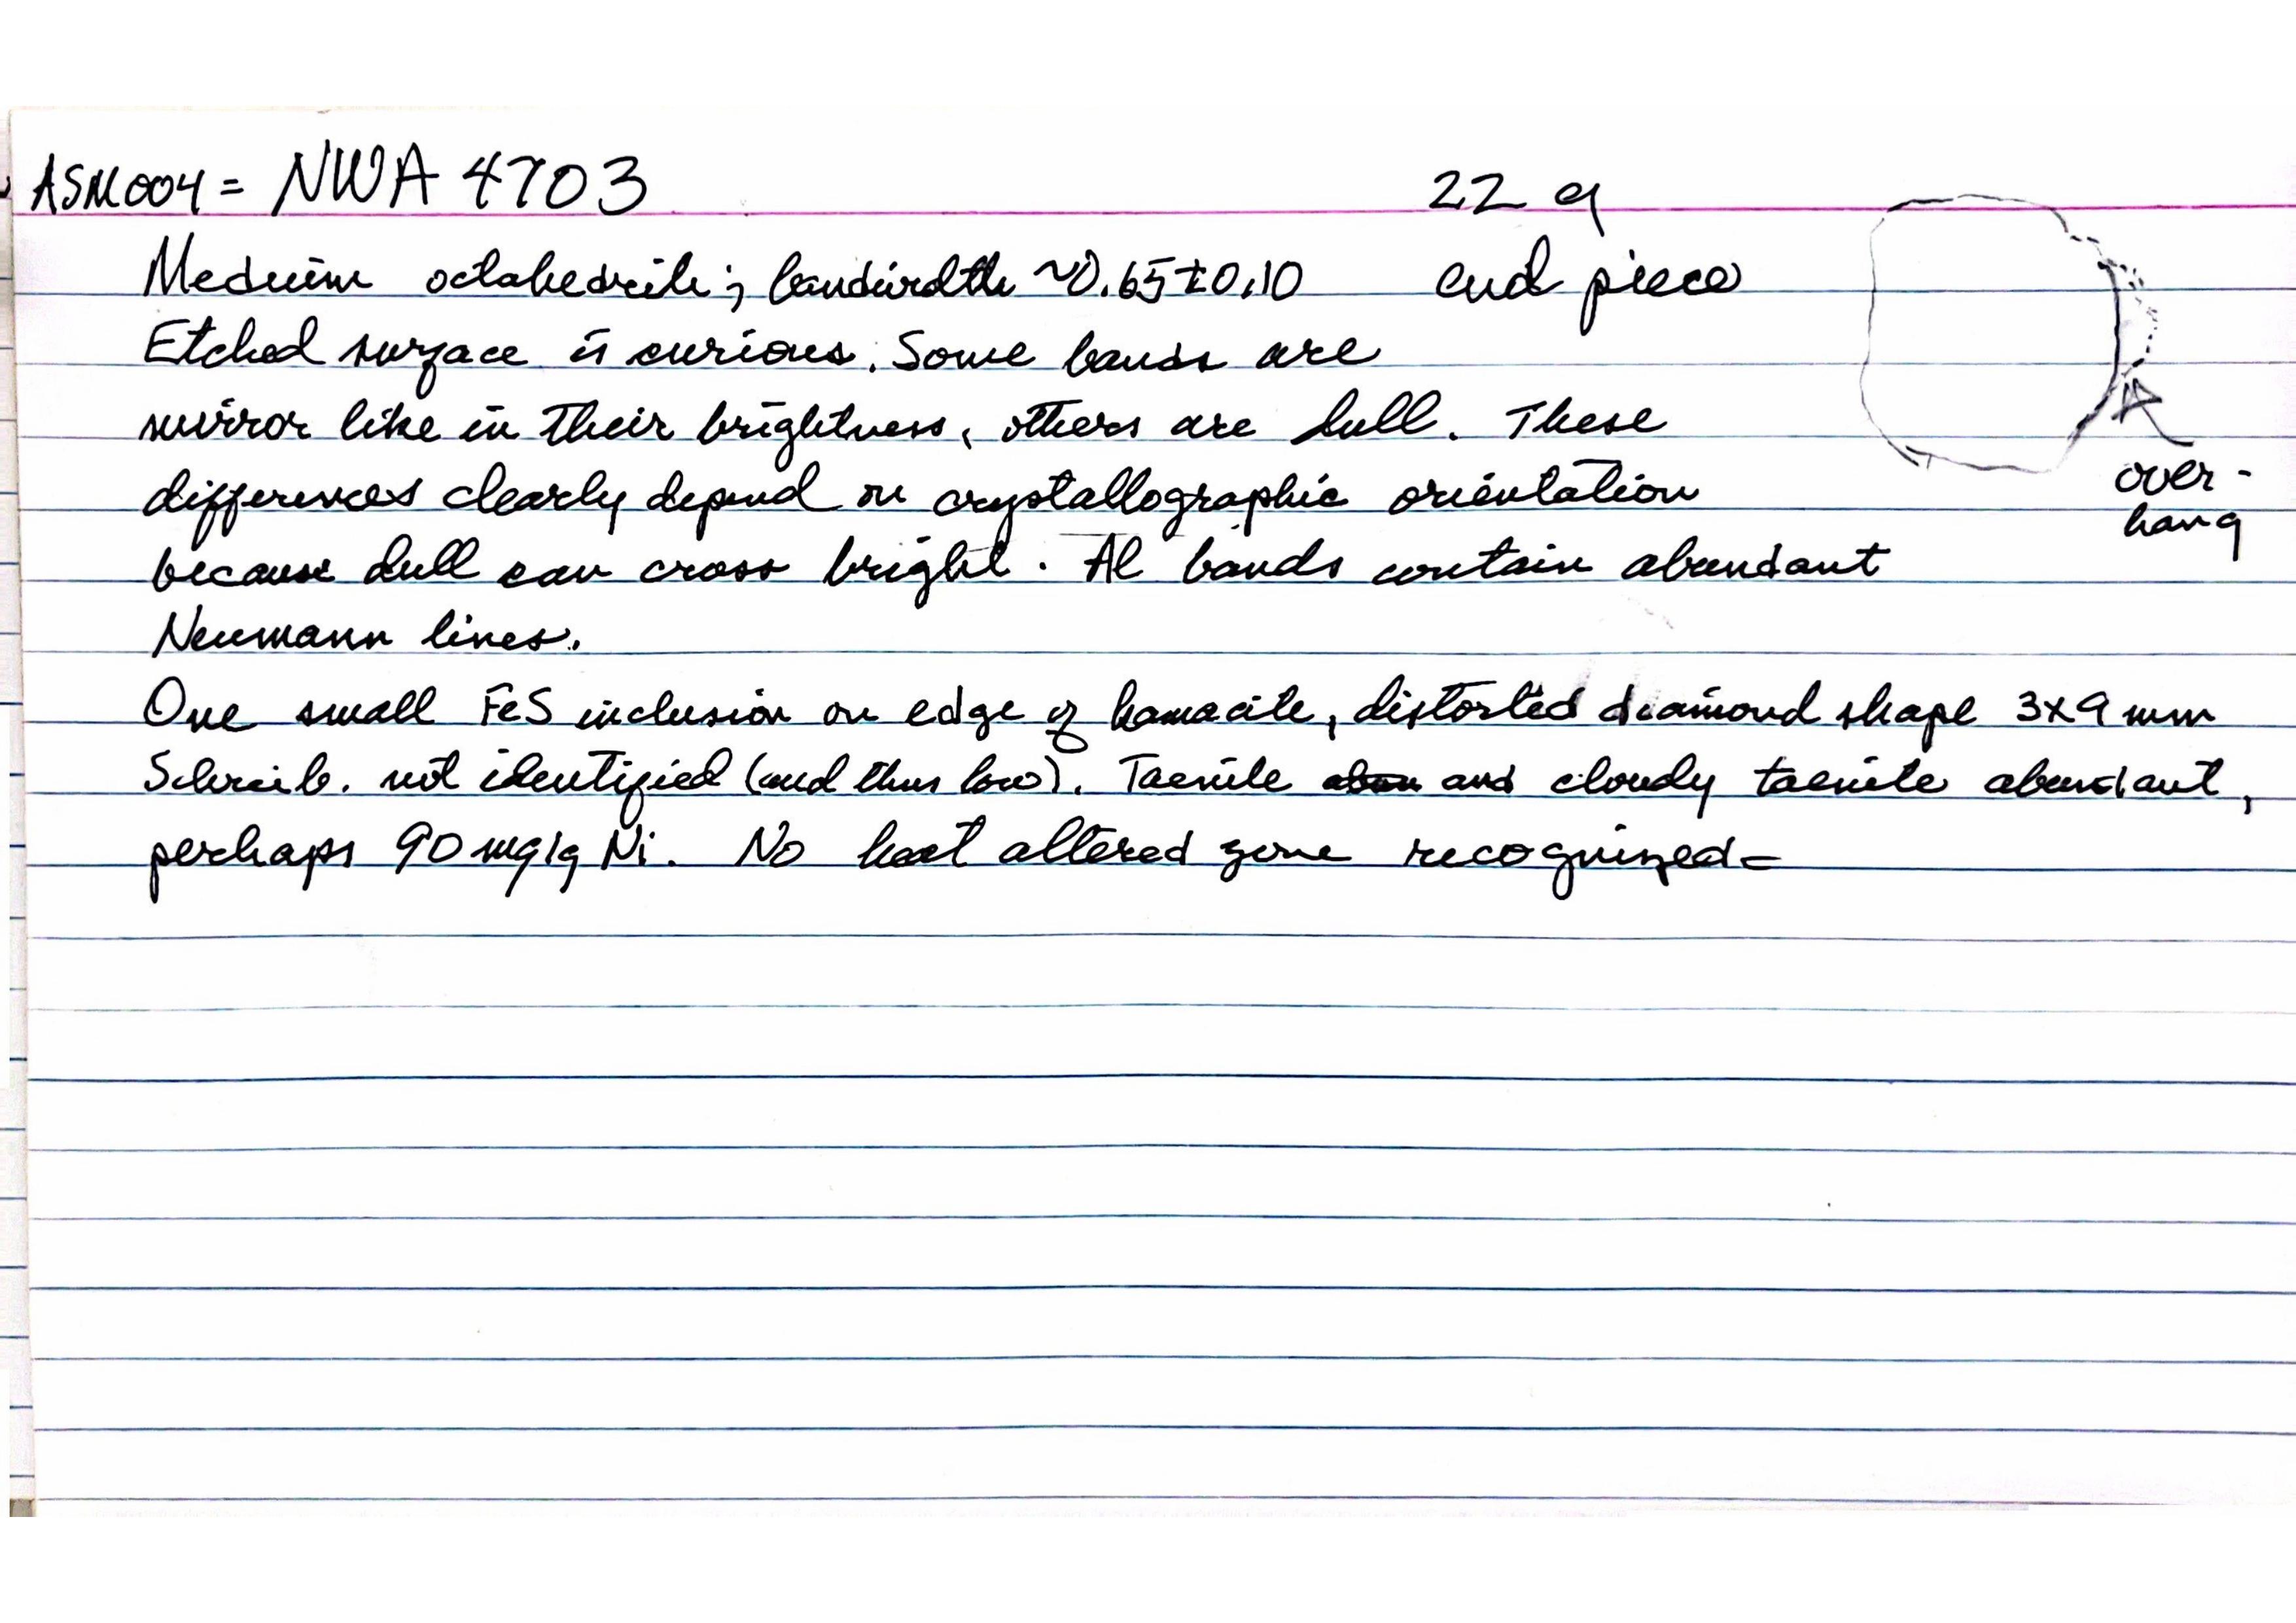 ASM004 = NWA 4703 22 g
Medium octahedrite; bandwidth ~0.65±0.10 end piece
Etched surface is curious. Some bands are
mirror like in their brightness, others are dull. These
differences clearly depend on crystallographic orientation
over-
hang
because dull can cross bright. Al bands contain abundant
Neumann lines.
One small FeS inclusion on edge of kamacite, distorted diamond shape 3x9 mm
Schreib. not identified (and thus low). Taenite and cloudy taenite abundant,
perhaps 90 mg/g Ni. No heat altered zone recognized-